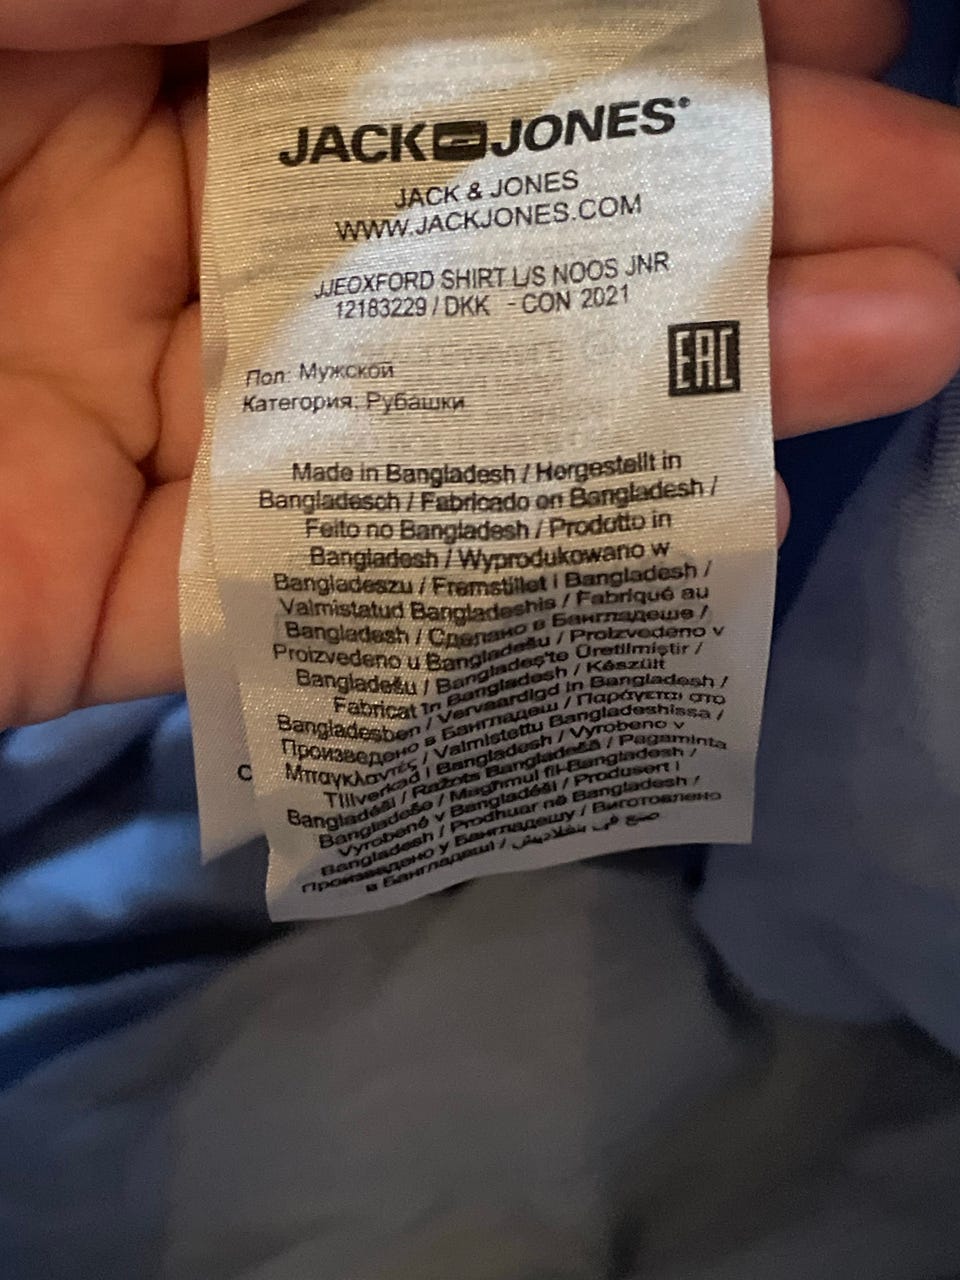 JACK JONES®
JACK & JONES
WWW.JACKJONES.COM
JJEOXFORD SHIRT L/S NOOS JNR
12183229 / DKK - CON 2021
EAC
Пол: Мужской
Категория: Рубашки
Made in Bangladesh / Hergestellt in
Bangladesch / Fabricado en Bangladesh /
Feito no Bangladesh / Prodotto in
Bangladesh / Wyprodukowano w
Bangladeszu / Fremstillet i Bangladesh /
Valmistatud Bangladeshis / Fabriqué au
Bangladesh / Сделано в Бангладеше /
Proizvedeno u Bangladešu / Proizvedeno v
Bangladešu / Bangladeş'te Üretilmiştir /
Fabricat în Bangladesh / Készült
Bangladesben / Vervaardigd in Bangladesh /
Произведено в Бангладеш / Παράγεται στο
Μπαγκλαντές / Valmistettu Bangladeshissa /
Tillverkad i Bangladesh / Vyrobeno v
Bangladéši / Ražots Bangladešā / Pagaminta
Bangladeše / Magħmul fil-Bangladesh /
Vyrobené v Bangladéši / Produsert i
Bangladesh / Prodhuar në Bangladesh /
Произведено у Бангладешу / Виготовлено
в Бангладеші / صنع في بنغلاديش
C